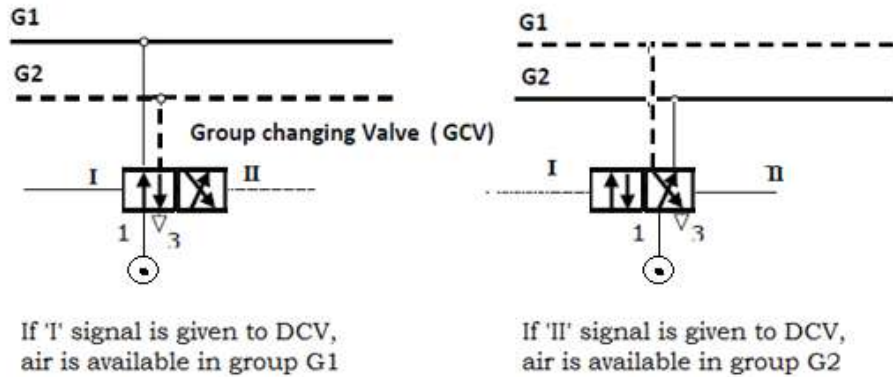 G1
G2
Group changing Valve ( GCV)
I
II
1
3
If 'I' signal is given to DCV,
air is available in group G1
G1
G2
I
II
1
3
If 'II' signal is given to DCV,
air is available in group G2